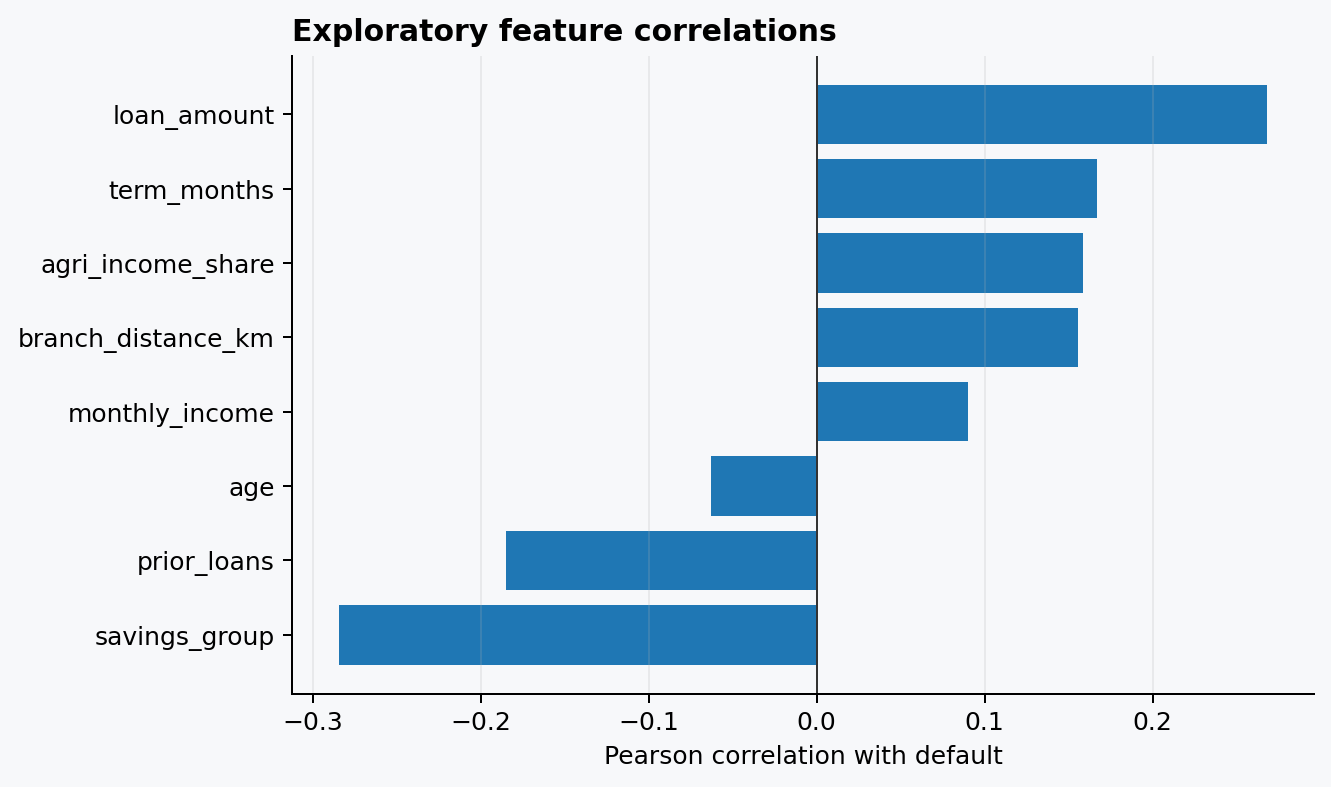 Exploratory feature correlations
loan_amount
term_months
agri_income_share
branch_distance_km
monthly_income
age
prior_loans
savings_group
−0.3 −0.2 −0.1 0.0 0.1 0.2
Pearson correlation with default